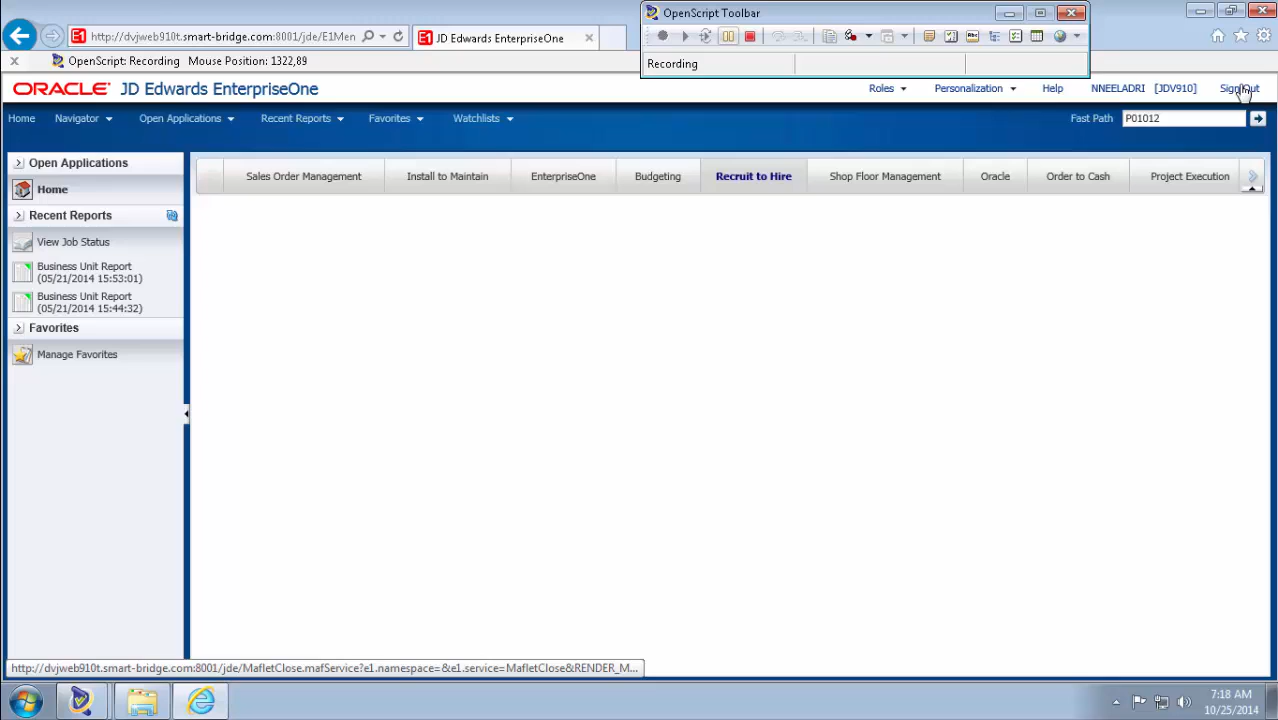 OpenScript Toolbar
http://dvjweb910t.smart-bridge.com:8001/jde/E1Men
E1
JD Edwards EnterpriseOne
OpenScript: Recording Mouse Position: 1322,89
Recording
ORACLE JD Edwards EnterpriseOne
Roles Personalization Help NNEELADRI [JDV910] Sign Out
Home Navigator Open Applications Recent Reports Favorites Watchlists
Fast Path P01012
Open Applications
Home
Recent Reports
View Job Status
Business Unit Report
(05/21/2014 15:53:01)
Business Unit Report
(05/21/2014 15:44:32)
Favorites
Manage Favorites
Sales Order Management Install to Maintain EnterpriseOne Budgeting Recruit to Hire Shop Floor Management Oracle Order to Cash Project Execution
http://dvjweb910t.smart-bridge.com:8001/jde/MafletClose.mafService?e1.namespace=&e1.service=MafletClose&RENDER_M...
7:18 AM
10/25/2014